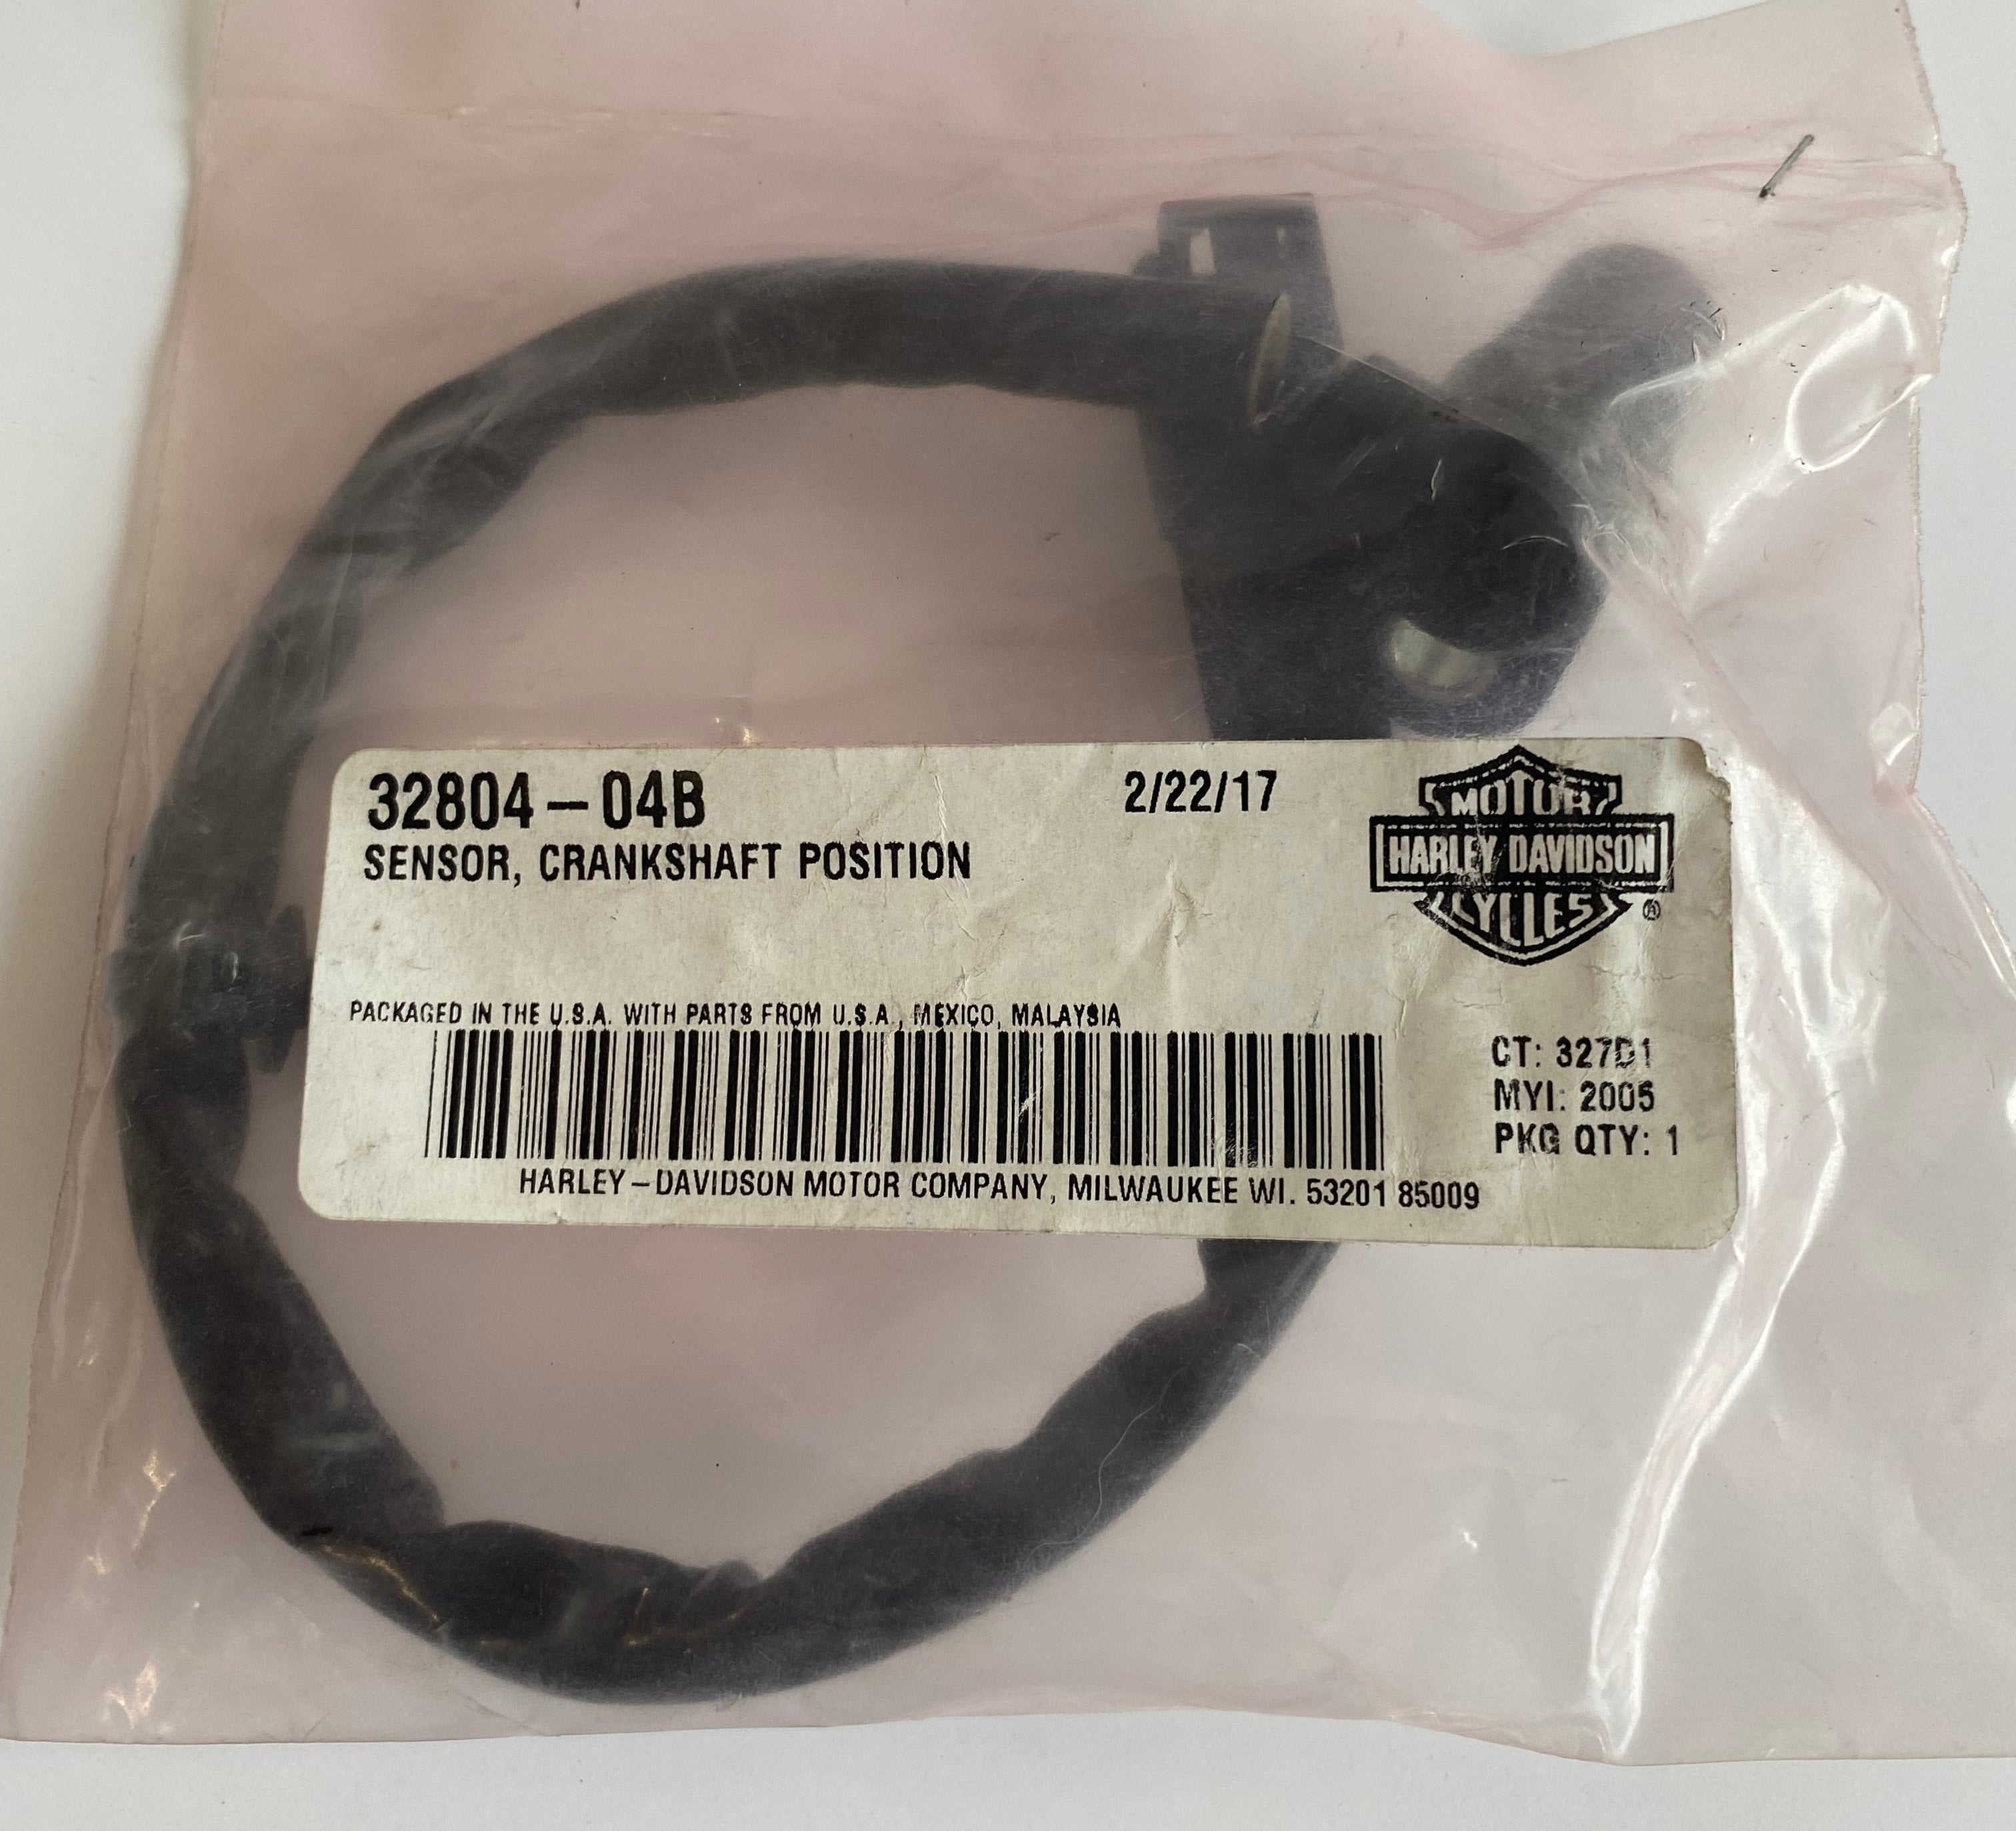 32804-04B
2/22/17
SENSOR, CRANKSHAFT POSITION
MOTOR
HARLEY-DAVIDSON
CYCLES
®
PACKAGED IN THE U.S.A. WITH PARTS FROM U.S.A., MEXICO, MALAYSIA
CT: 327D1
MYI: 2005
PKG QTY: 1
HARLEY-DAVIDSON MOTOR COMPANY, MILWAUKEE WI. 53201 85009